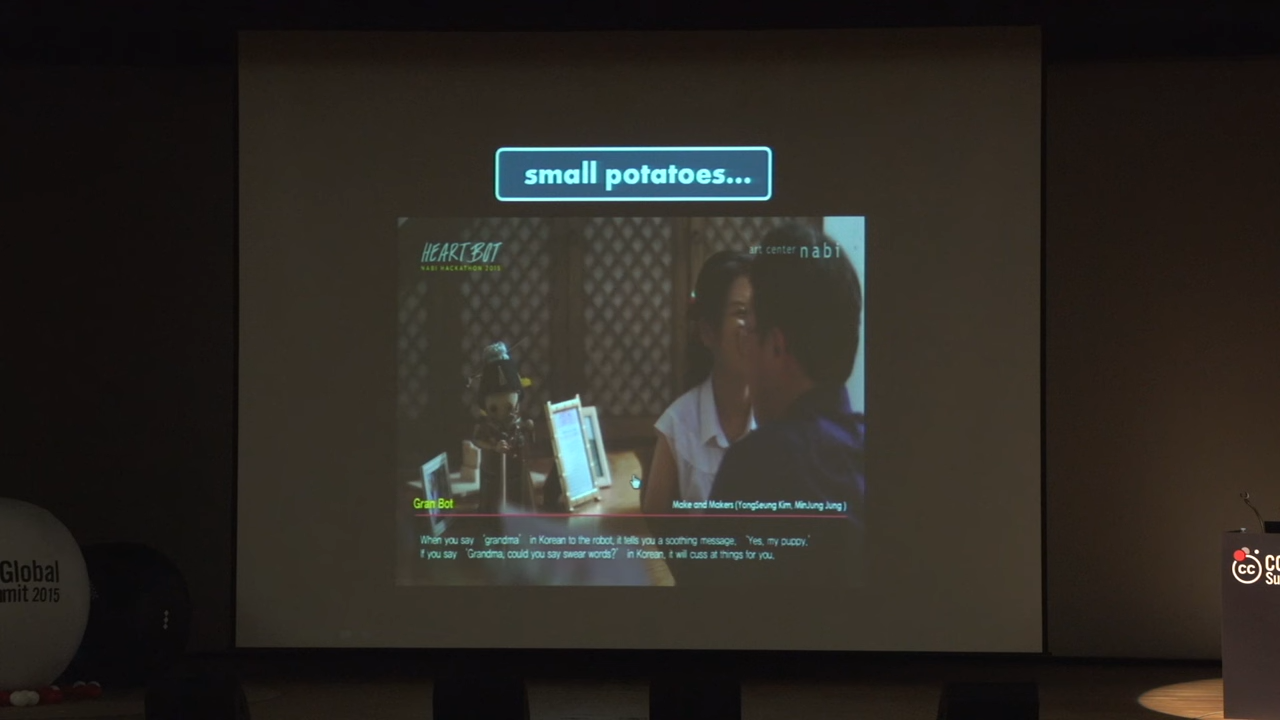 small potatoes...
HEART BOT
NABI HACKATHON 2015
art center nabi
Gran Bot
Make and Makers (YongSeung Kim, MinJung Jung )
When you say 'grandma' in Korean to the robot, it tells you a soothing message, 'Yes, my puppy.'
If you say 'Grandma, could you say swear words?' in Korean, it will cuss at things for you.
Global
mmit 2015
cc